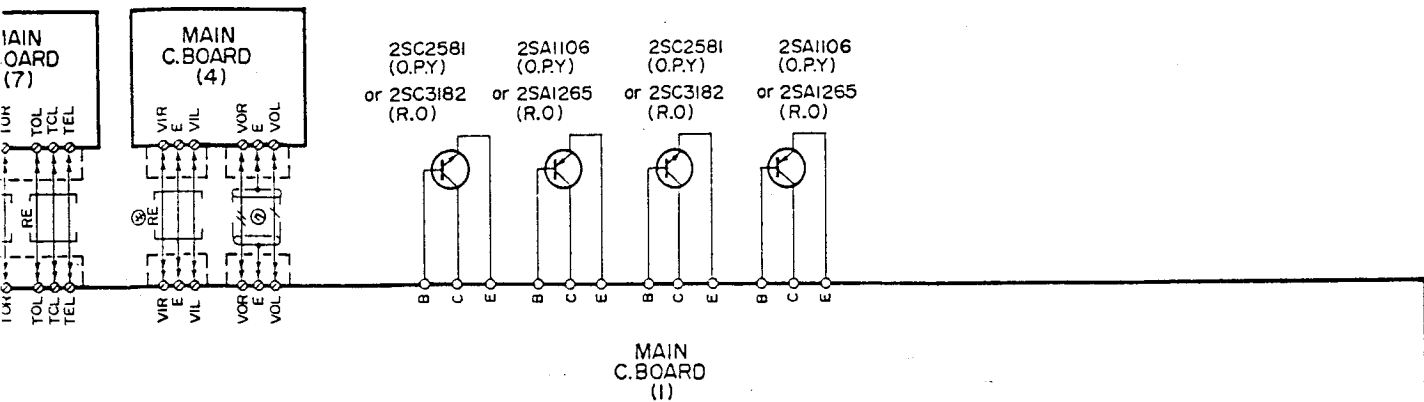 MAIN
C.BOARD
(4)
(7)
2SC2581
(O.P.Y)
or 2SC3182
(R.O)
2SA1106
(O.P.Y)
or 2SA1265
(R.O)
2SC2581
(O.P.Y)
or 2SC3182
(R.O)
2SA1106
(O.P.Y)
or 2SA1265
(R.O)
TOL
TCL
TEL
VIR
E
VIL
VOR
E
VOL
RE
RE
TOL
TCL
TEL
VIR
E
VIL
VOR
E
VOL
B
C
E
B
C
E
B
C
E
B
C
E
MAIN
C.BOARD
(1)